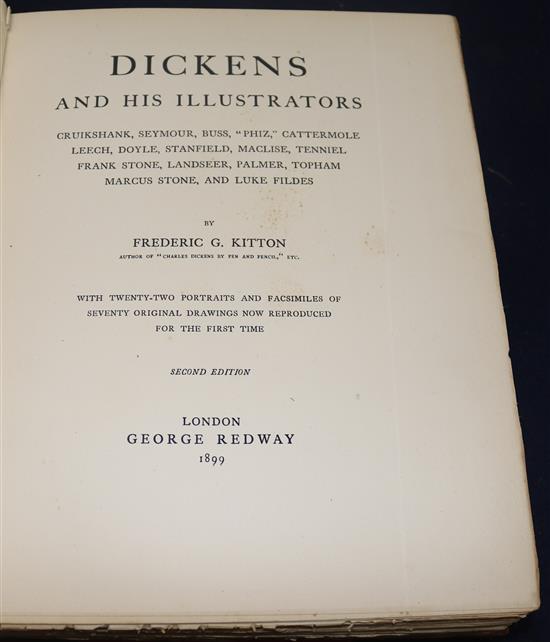 DICKENS
AND HIS ILLUSTRATORS
CRUIKSHANK, SEYMOUR, BUSS, "PHIZ," CATTERMOLE
LEECH, DOYLE, STANFIELD, MACLISE, TENNIEL
FRANK STONE, LANDSEER, PALMER, TOPHAM
MARCUS STONE, AND LUKE FILDES
BY
FREDERIC G. KITTON
AUTHOR OF "CHARLES DICKENS BY PEN AND PENCIL," ETC.
WITH TWENTY-TWO PORTRAITS AND FACSIMILES OF
SEVENTY ORIGINAL DRAWINGS NOW REPRODUCED
FOR THE FIRST TIME
SECOND EDITION
LONDON
GEORGE REDWAY
1899